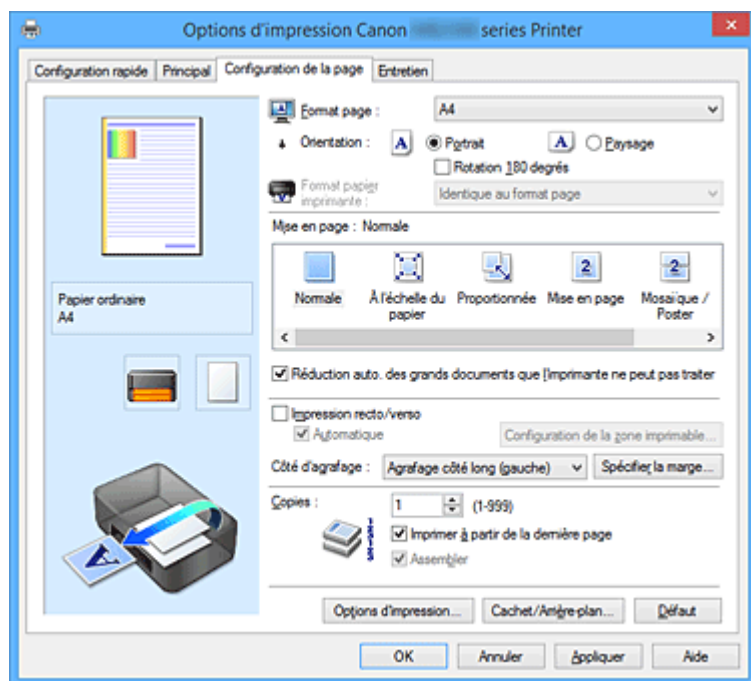 Options d'impression Canon series Printer
Configuration rapide Principal Configuration de la page Entretien
Format page : A4
Orientation : A Portrait A Paysage
Rotation 180 degrés
Format papier imprimante : Identique au format page
Mise en page : Normale
Normale À l'échelle du papier Proportionnée 2 Mise en page 2 Mosaïque / Poster
Papier ordinaire
A4
Réduction auto. des grands documents que l'imprimante ne peut pas traiter
Impression recto/verso
Automatique Configuration de la zone imprimable...
Côté d'agrafage : Agrafage côté long (gauche) Spécifier la marge...
Copies : 1 (1-999)
Imprimer à partir de la dernière page
Assembler
A
Options d'impression... Cachet/Arrière-plan... Défaut
OK Annuler Appliquer Aide